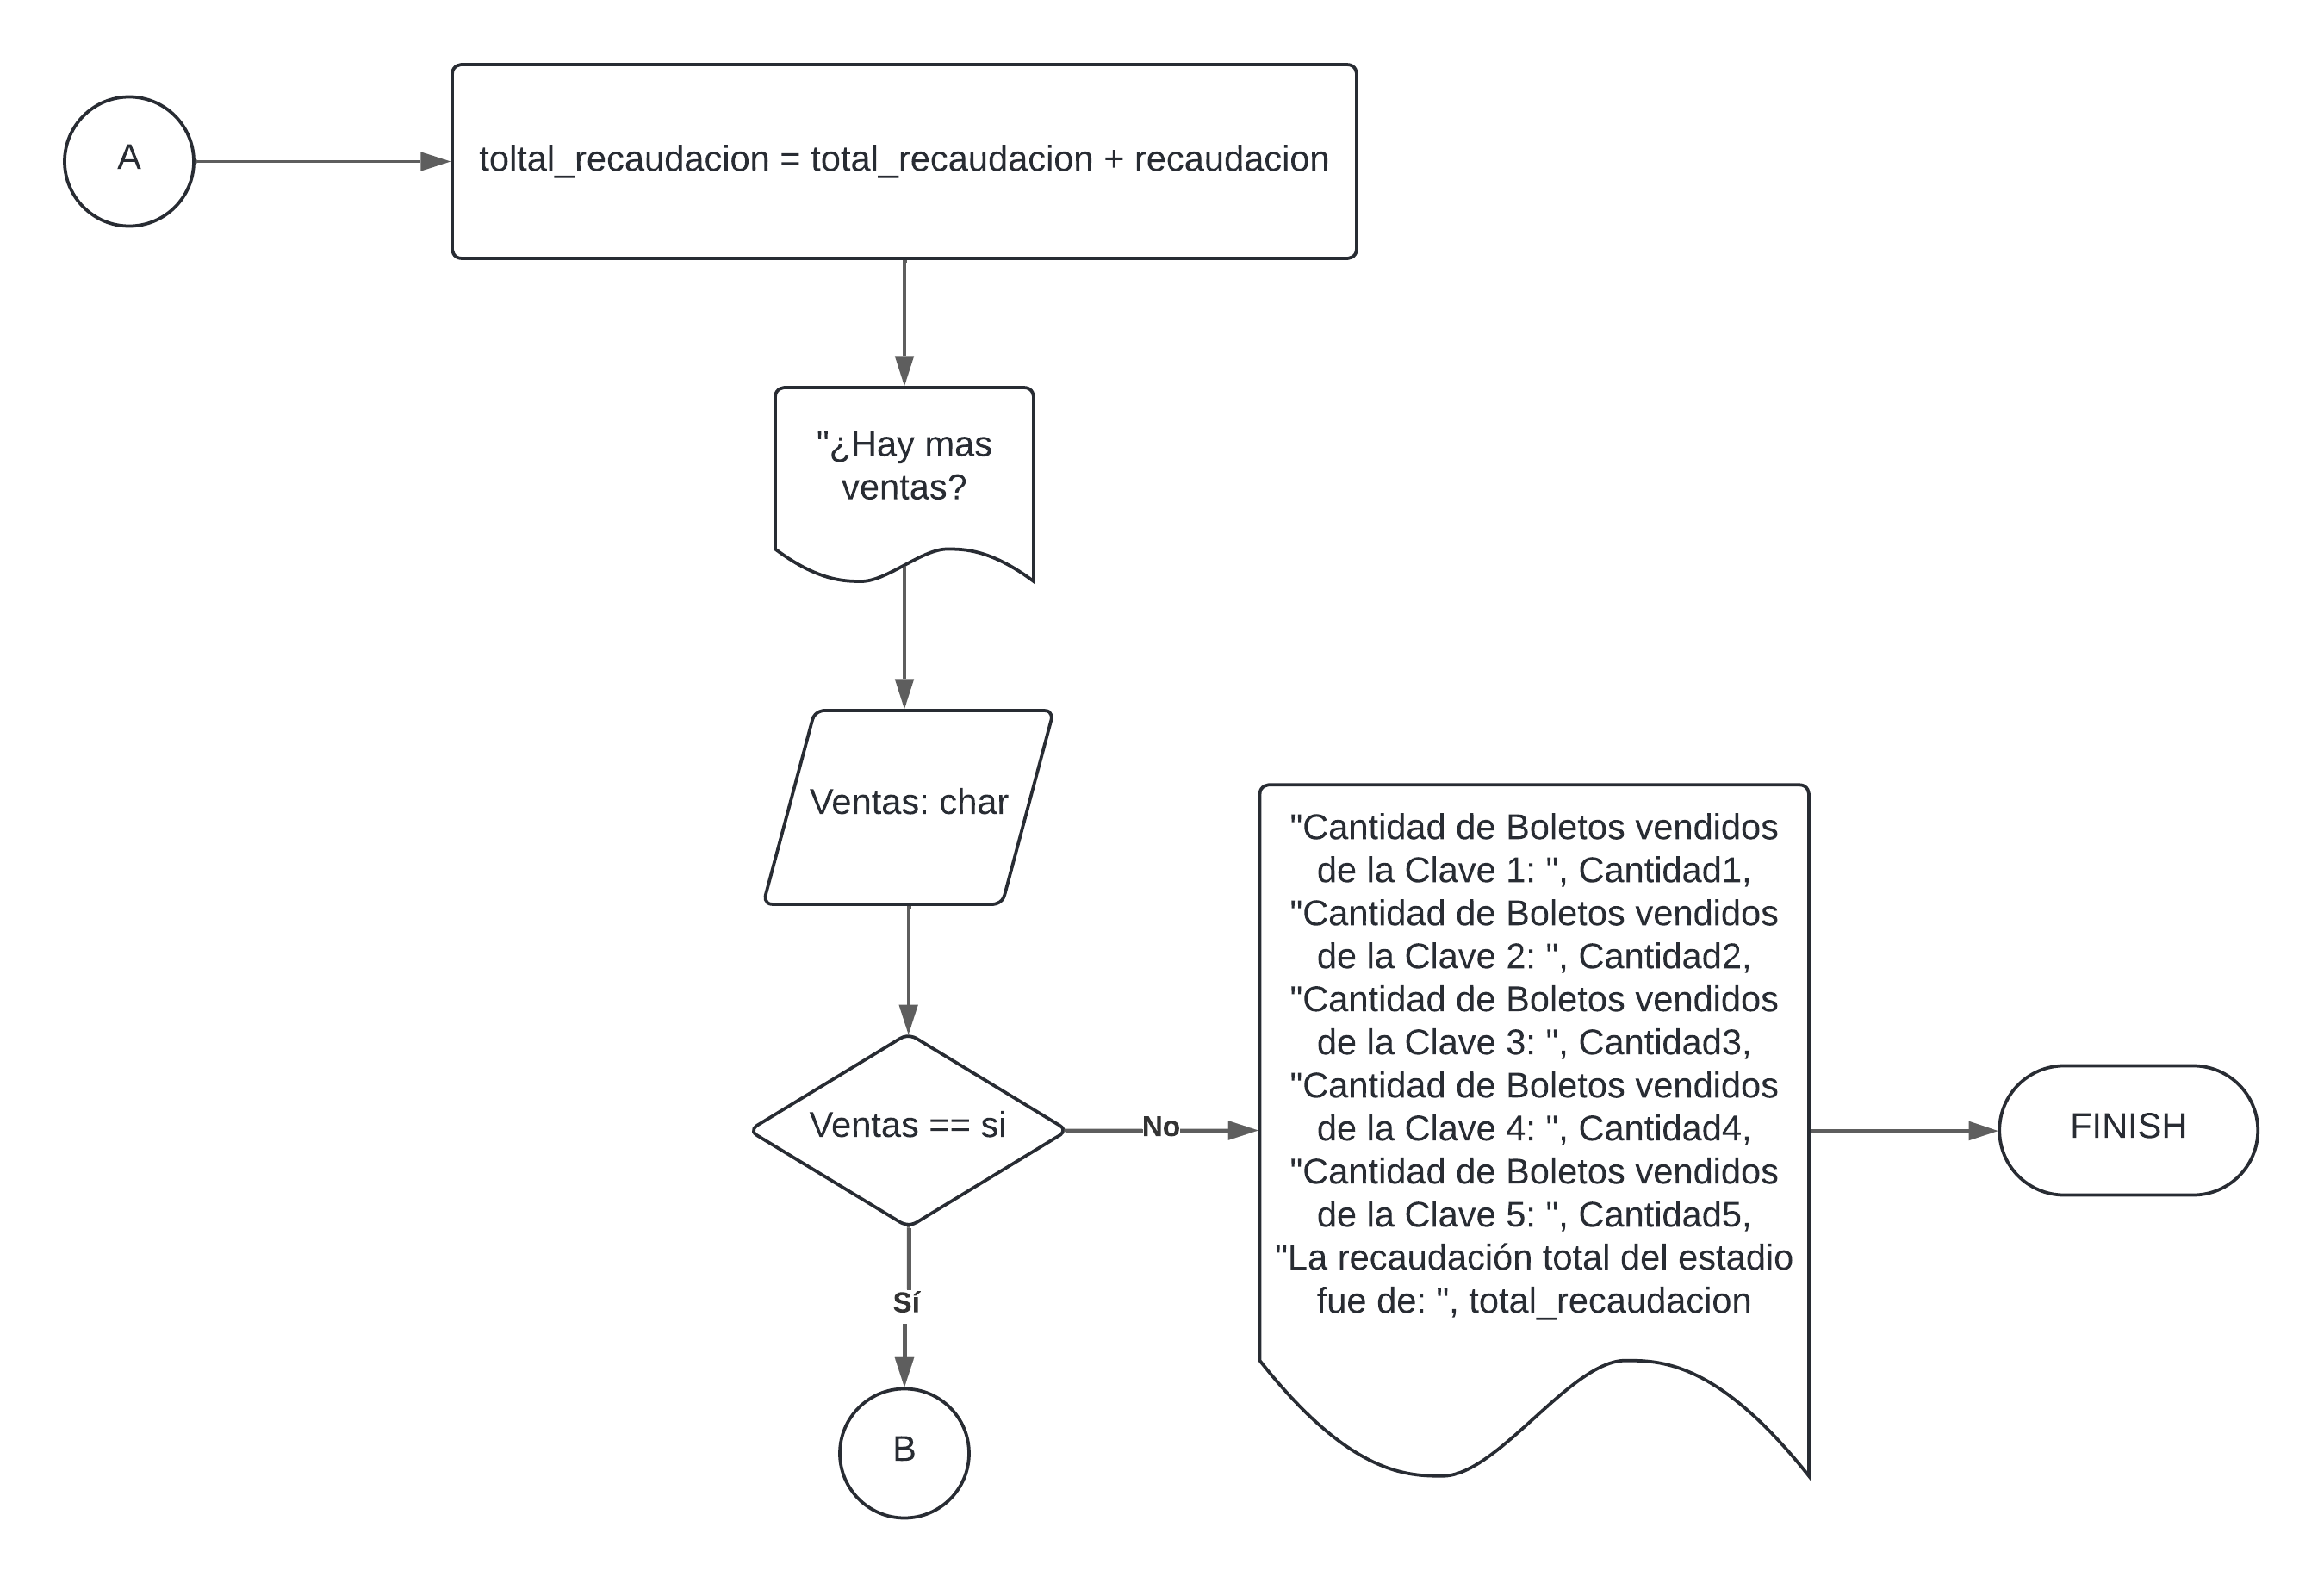 A
toltal_recaudacion = total_recaudacion + recaudacion
"¿Hay mas
ventas?
Ventas: char
Ventas == si
No
Sí
B
"Cantidad de Boletos vendidos
de la Clave 1: ", Cantidad1,
"Cantidad de Boletos vendidos
de la Clave 2: ", Cantidad2,
"Cantidad de Boletos vendidos
de la Clave 3: ", Cantidad3,
"Cantidad de Boletos vendidos
de la Clave 4: ", Cantidad4,
"Cantidad de Boletos vendidos
de la Clave 5: ", Cantidad5,
"La recaudación total del estadio
fue de: ", total_recaudacion
FINISH